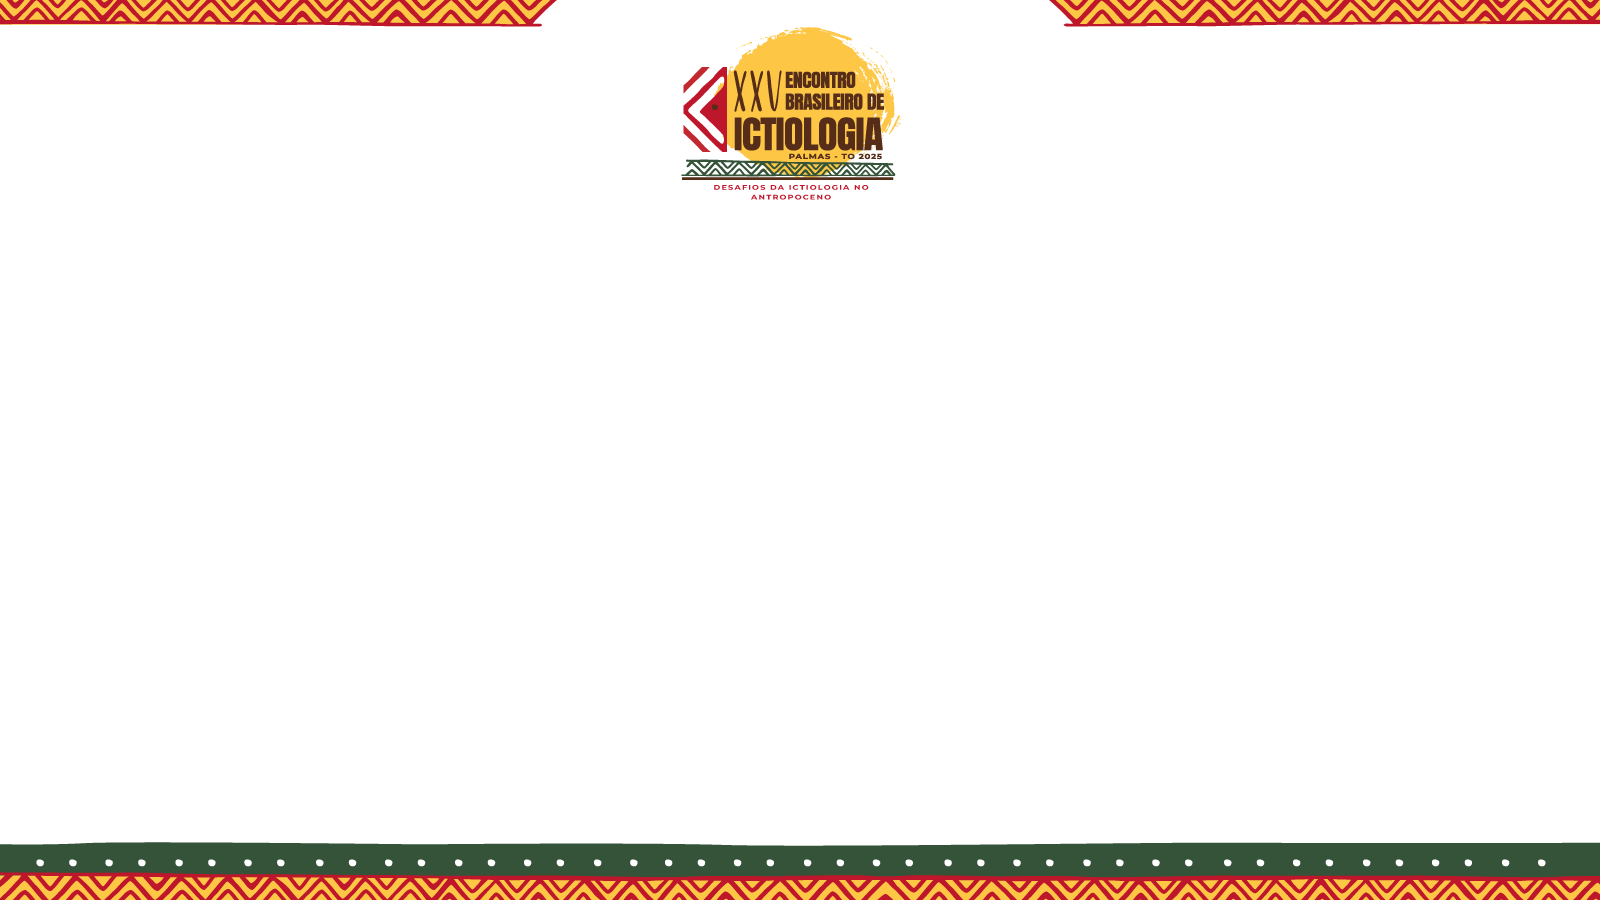 XXV ENCONTRO
BRASILEIRO DE
ICTIOLOGIA
PALMAS - TO 2025
DESAFIOS DA ICTIOLOGIA NO
ANTROPOCENO